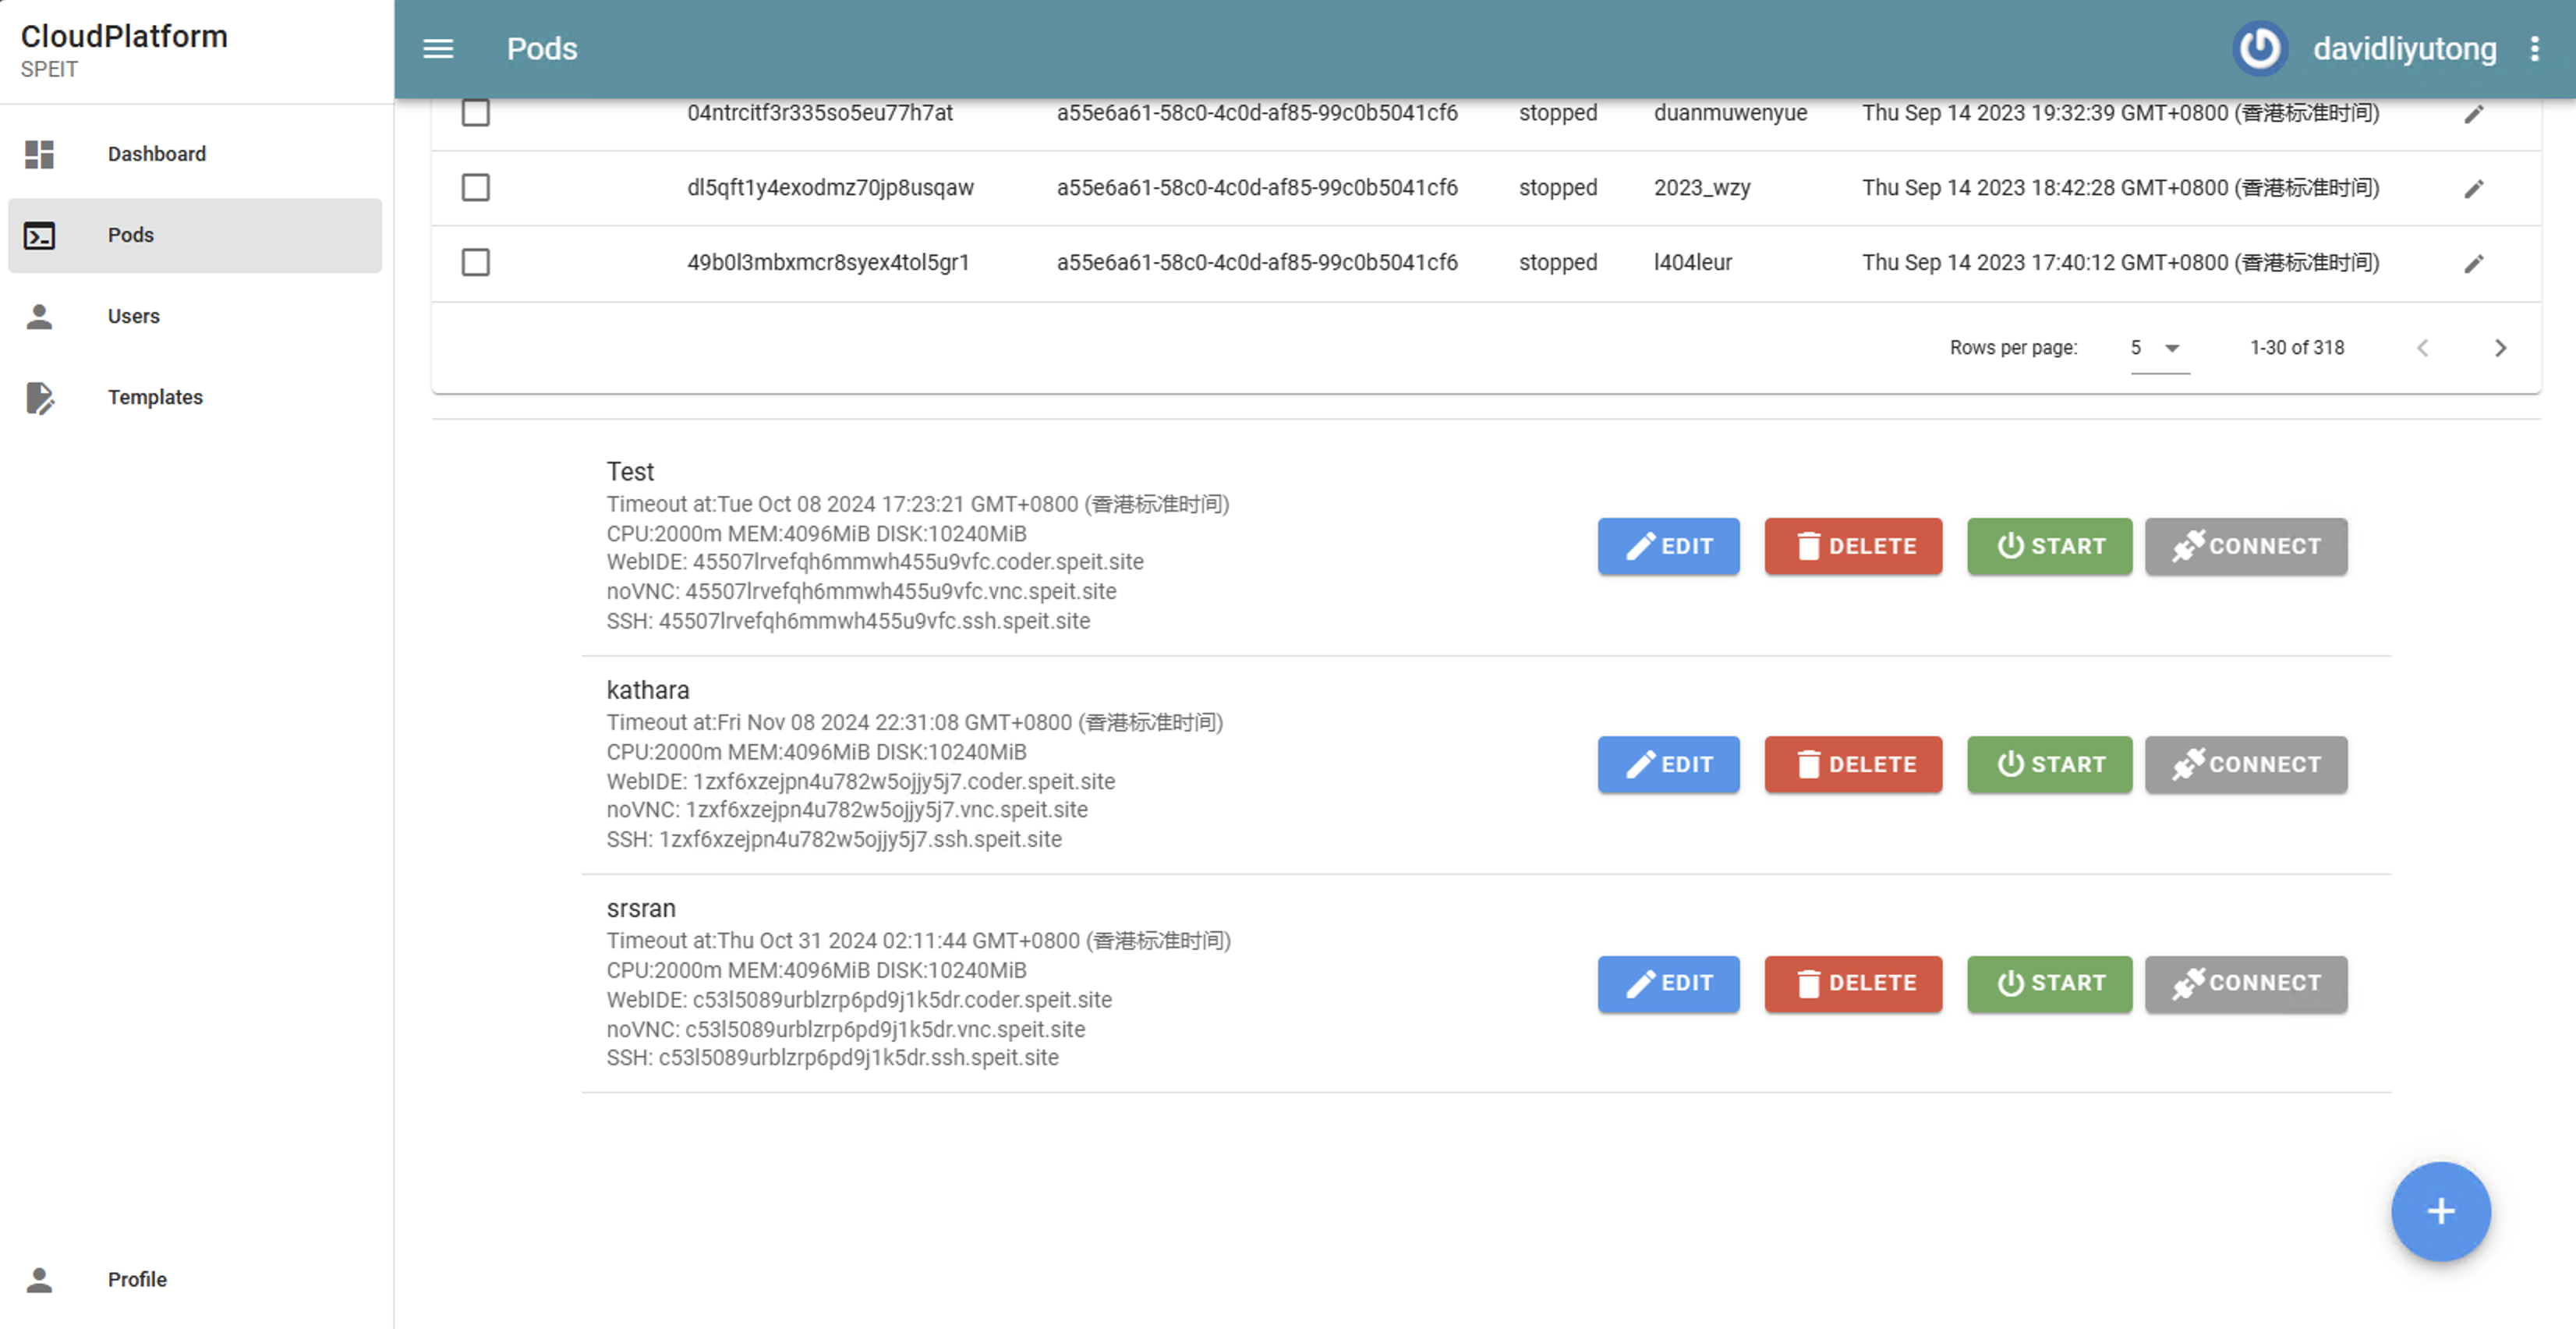 CloudPlatform
SPEIT
Pods
davidliyutong
Dashboard
Pods
Users
Templates
Profile
04ntrcitf3r335so5eu77h7at a55e6a61-58c0-4c0d-af85-99c0b5041cf6 stopped duanmuwenyue Thu Sep 14 2023 19:32:39 GMT+0800 (香港标准时间)
dl5qft1y4exodmz70jp8usqaw a55e6a61-58c0-4c0d-af85-99c0b5041cf6 stopped 2023_wzy Thu Sep 14 2023 18:42:28 GMT+0800 (香港标准时间)
49b0l3mbxmcr8syex4tol5gr1 a55e6a61-58c0-4c0d-af85-99c0b5041cf6 stopped l404leur Thu Sep 14 2023 17:40:12 GMT+0800 (香港标准时间)
Rows per page: 5 1-30 of 318
Test
Timeout at:Tue Oct 08 2024 17:23:21 GMT+0800 (香港标准时间)
CPU:2000m MEM:4096MiB DISK:10240MiB
WebIDE: 45507lrvefqh6mmwh455u9vfc.coder.speit.site
noVNC: 45507lrvefqh6mmwh455u9vfc.vnc.speit.site
SSH: 45507lrvefqh6mmwh455u9vfc.ssh.speit.site
EDIT DELETE START CONNECT
kathara
Timeout at:Fri Nov 08 2024 22:31:08 GMT+0800 (香港标准时间)
CPU:2000m MEM:4096MiB DISK:10240MiB
WebIDE: 1zxf6xzejpn4u782w5ojjy5j7.coder.speit.site
noVNC: 1zxf6xzejpn4u782w5ojjy5j7.vnc.speit.site
SSH: 1zxf6xzejpn4u782w5ojjy5j7.ssh.speit.site
EDIT DELETE START CONNECT
srsran
Timeout at:Thu Oct 31 2024 02:11:44 GMT+0800 (香港标准时间)
CPU:2000m MEM:4096MiB DISK:10240MiB
WebIDE: c53l5089urblzrp6pd9j1k5dr.coder.speit.site
noVNC: c53l5089urblzrp6pd9j1k5dr.vnc.speit.site
SSH: c53l5089urblzrp6pd9j1k5dr.ssh.speit.site
EDIT DELETE START CONNECT